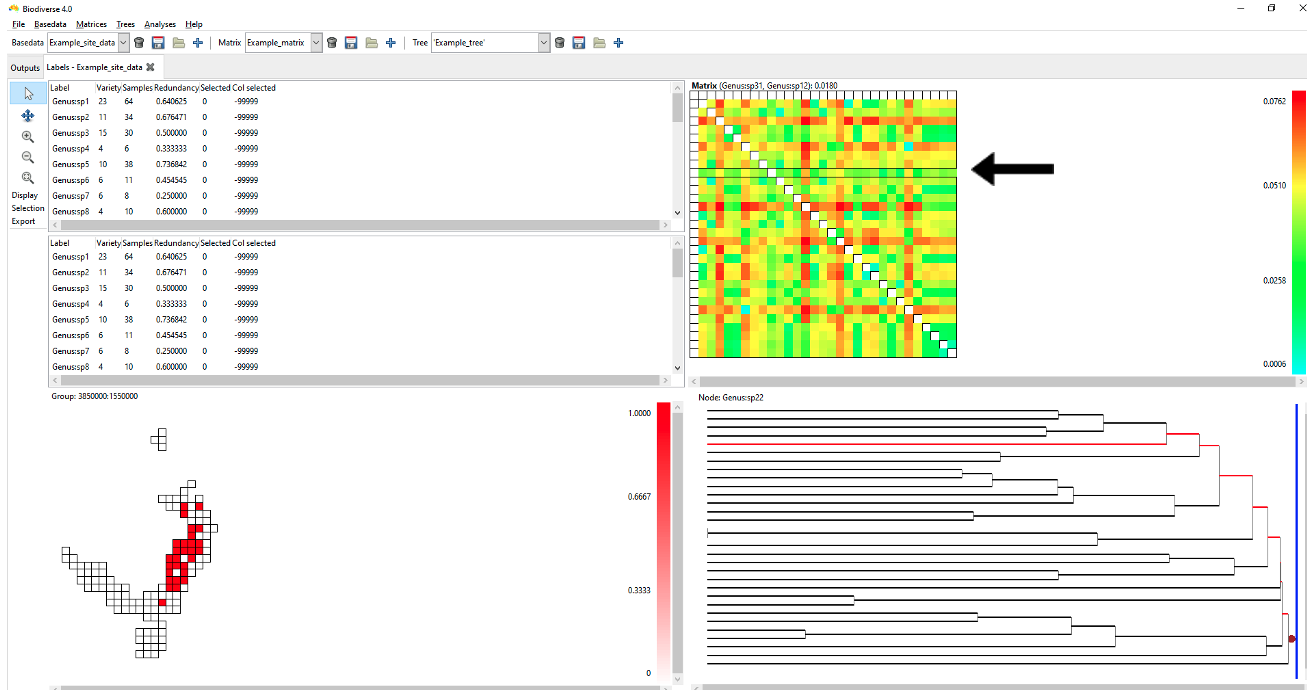 Biodiverse 4.0
File Basedata Matrices Trees Analyses Help
Basedata Example_site_data Matrix Example_matrix Tree 'Example_tree'
Outputs Labels - Example_site_data
Label Variety Samples Redundancy Selected Col selected
Genus:sp1 23 64 0.640625 0 -99999
Genus:sp2 11 34 0.676471 0 -99999
Genus:sp3 15 30 0.500000 0 -99999
Genus:sp4 4 6 0.333333 0 -99999
Genus:sp5 10 38 0.736842 0 -99999
Genus:sp6 6 11 0.454545 0 -99999
Genus:sp7 6 8 0.250000 0 -99999
Genus:sp8 4 10 0.600000 0 -99999
Display
Selection
Export
Label Variety Samples Redundancy Selected Col selected
Genus:sp1 23 64 0.640625 0 -99999
Genus:sp2 11 34 0.676471 0 -99999
Genus:sp3 15 30 0.500000 0 -99999
Genus:sp4 4 6 0.333333 0 -99999
Genus:sp5 10 38 0.736842 0 -99999
Genus:sp6 6 11 0.454545 0 -99999
Genus:sp7 6 8 0.250000 0 -99999
Genus:sp8 4 10 0.600000 0 -99999
Matrix (Genus:sp31, Genus:sp12): 0.0180
0.0762
0.0510
0.0258
0.0006
Group: 3850000:1550000
1.0000
0.6667
0.3333
0
Node: Genus:sp22